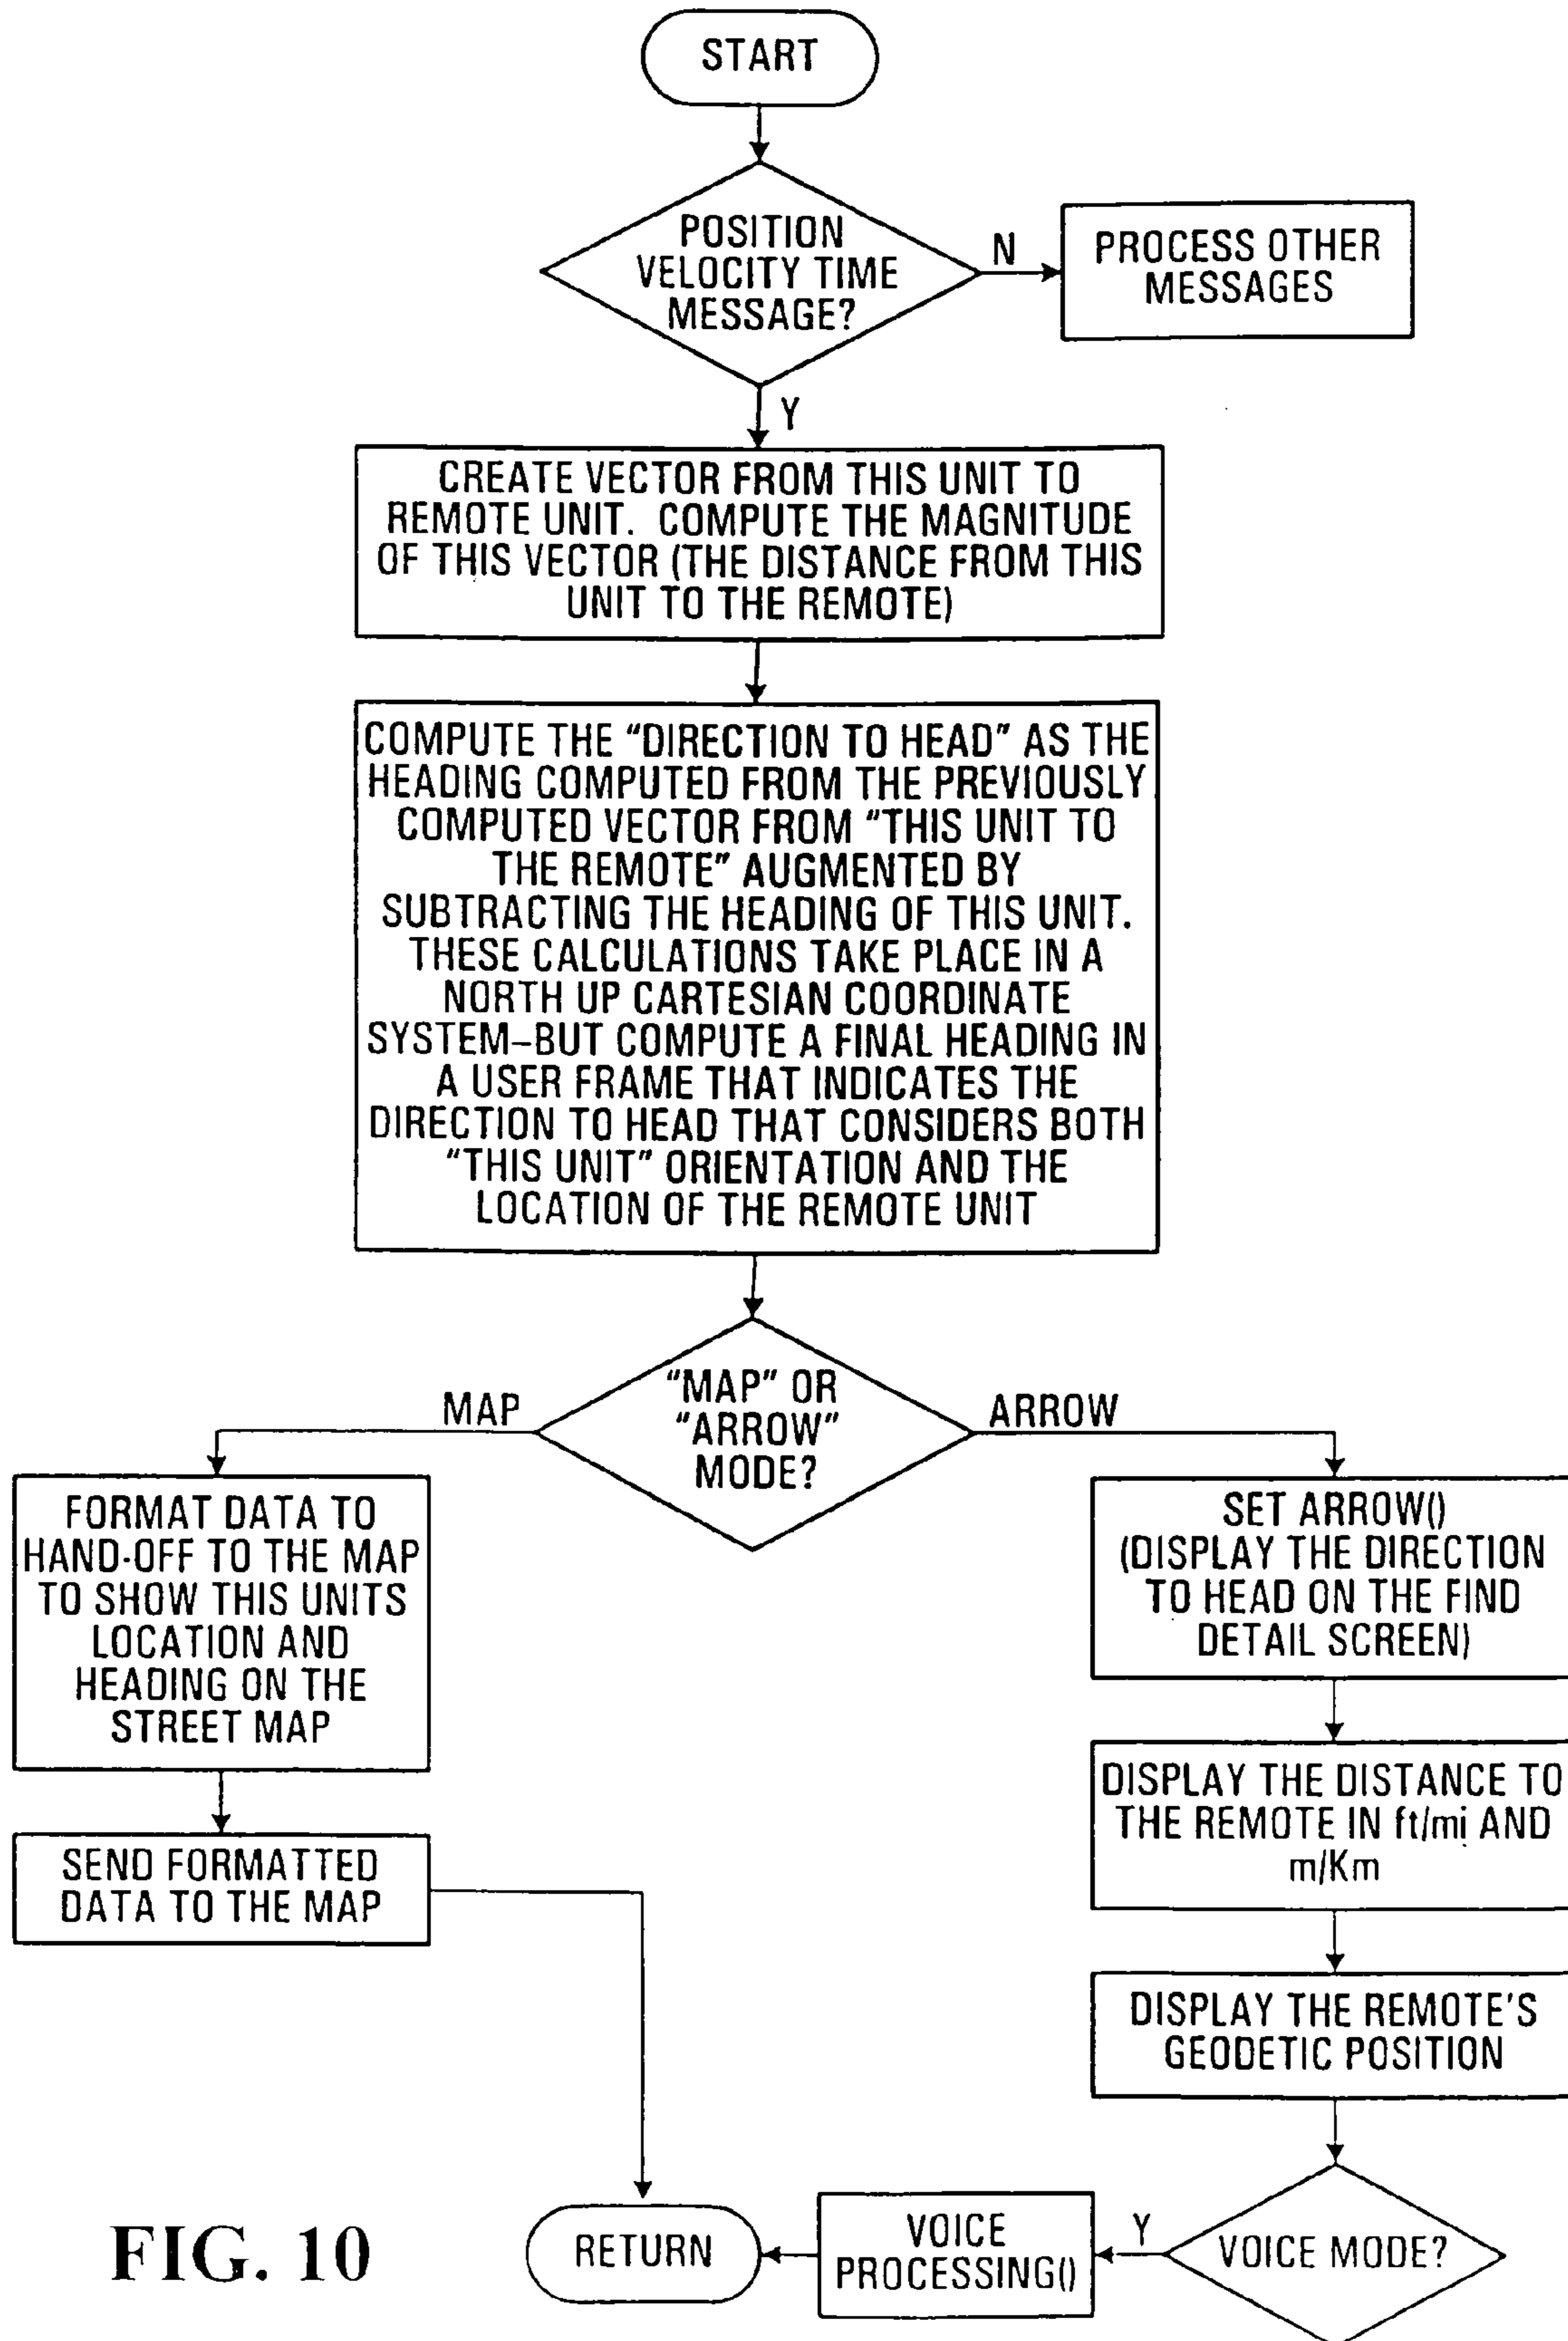 START
POSITION
VELOCITY TIME
MESSAGE?
N
PROCESS OTHER
MESSAGES
Y
CREATE VECTOR FROM THIS UNIT TO
REMOTE UNIT. COMPUTE THE MAGNITUDE
OF THIS VECTOR (THE DISTANCE FROM THIS
UNIT TO THE REMOTE)
COMPUTE THE "DIRECTION TO HEAD" AS THE
HEADING COMPUTED FROM THE PREVIOUSLY
COMPUTED VECTOR FROM "THIS UNIT TO
THE REMOTE" AUGMENTED BY
SUBTRACTING THE HEADING OF THIS UNIT.
THESE CALCULATIONS TAKE PLACE IN A
NORTH UP CARTESIAN COORDINATE
SYSTEM–BUT COMPUTE A FINAL HEADING IN
A USER FRAME THAT INDICATES THE
DIRECTION TO HEAD THAT CONSIDERS BOTH
"THIS UNIT" ORIENTATION AND THE
LOCATION OF THE REMOTE UNIT
MAP
"MAP" OR
"ARROW"
MODE?
ARROW
FORMAT DATA TO
HAND-OFF TO THE MAP
TO SHOW THIS UNITS
LOCATION AND
HEADING ON THE
STREET MAP
SEND FORMATTED
DATA TO THE MAP
SET ARROW()
(DISPLAY THE DIRECTION
TO HEAD ON THE FIND
DETAIL SCREEN)
DISPLAY THE DISTANCE TO
THE REMOTE IN ft/mi AND
m/Km
DISPLAY THE REMOTE'S
GEODETIC POSITION
VOICE MODE?
Y
VOICE
PROCESSING()
RETURN
FIG. 10